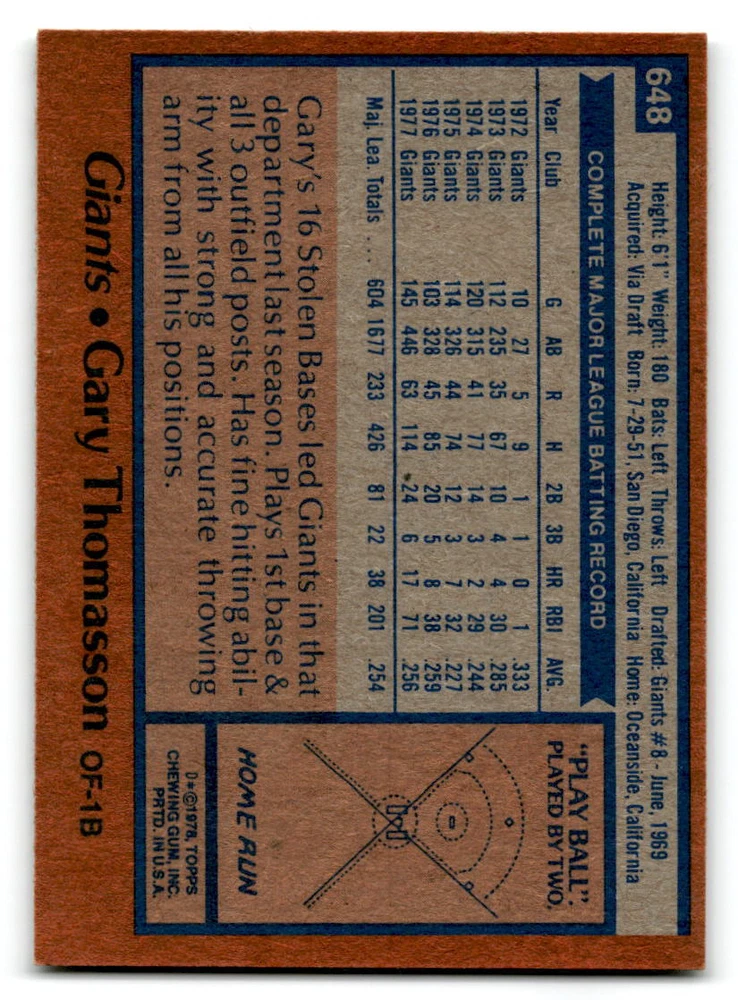 648
Height: 6'1" Weight: 180 Bats: Left Throws: Left Drafted: Giants #8 - June, 1969
Acquired: Via Draft Born: 7-29-51, San Diego, California Home: Oceanside, California
COMPLETE MAJOR LEAGUE BATTING RECORD
Year Club G AB R H 2B 3B HR RBI AVG.
1972 Giants 10 27 5 9 1 1 0 1 .333
1973 Giants 112 235 35 67 10 4 4 30 .285
1974 Giants 120 315 41 77 14 3 2 29 .244
1975 Giants 114 326 44 74 12 3 7 32 .227
1976 Giants 103 328 45 85 20 5 8 38 .259
1977 Giants 145 446 63 114 24 6 17 71 .256
Maj. Lea. Totals .... 604 1677 233 426 81 22 38 201 .254
Gary's 16 Stolen Bases led Giants in that
department last season. Plays 1st base &
all 3 outfield posts. Has fine hitting abil-
ity with strong and accurate throwing
arm from all his positions.
"PLAY BALL".
PLAYED BY TWO,
HOME RUN
D*©1978, TOPPS
CHEWING GUM, INC.
PRTD. IN U.S.A.
Giants • Gary Thomasson OF-1B